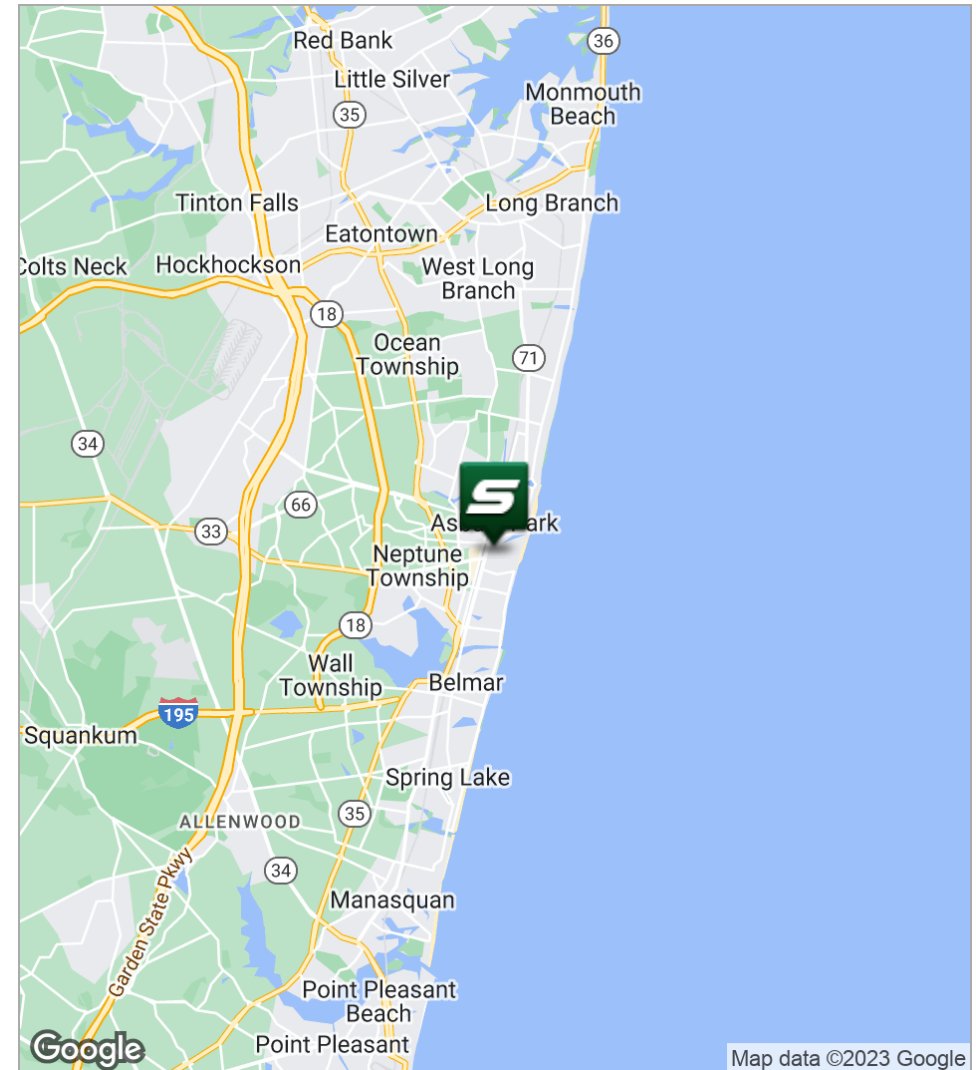 Red Bank
36
Little Silver
Monmouth
Beach
35
Tinton Falls
Long Branch
Eatontown
Colts Neck
Hockhockson
West Long
Branch
18
Ocean
Township
71
34
S
66
Park
33
Neptune
Township
18
Wall
Township
Belmar
195
Squankum
Spring Lake
35
ALLENWOOD
34
Garden State Pkwy
Manasquan
Point Pleasant
Beach
Point Pleasant
Google
Map data ©2023 Google